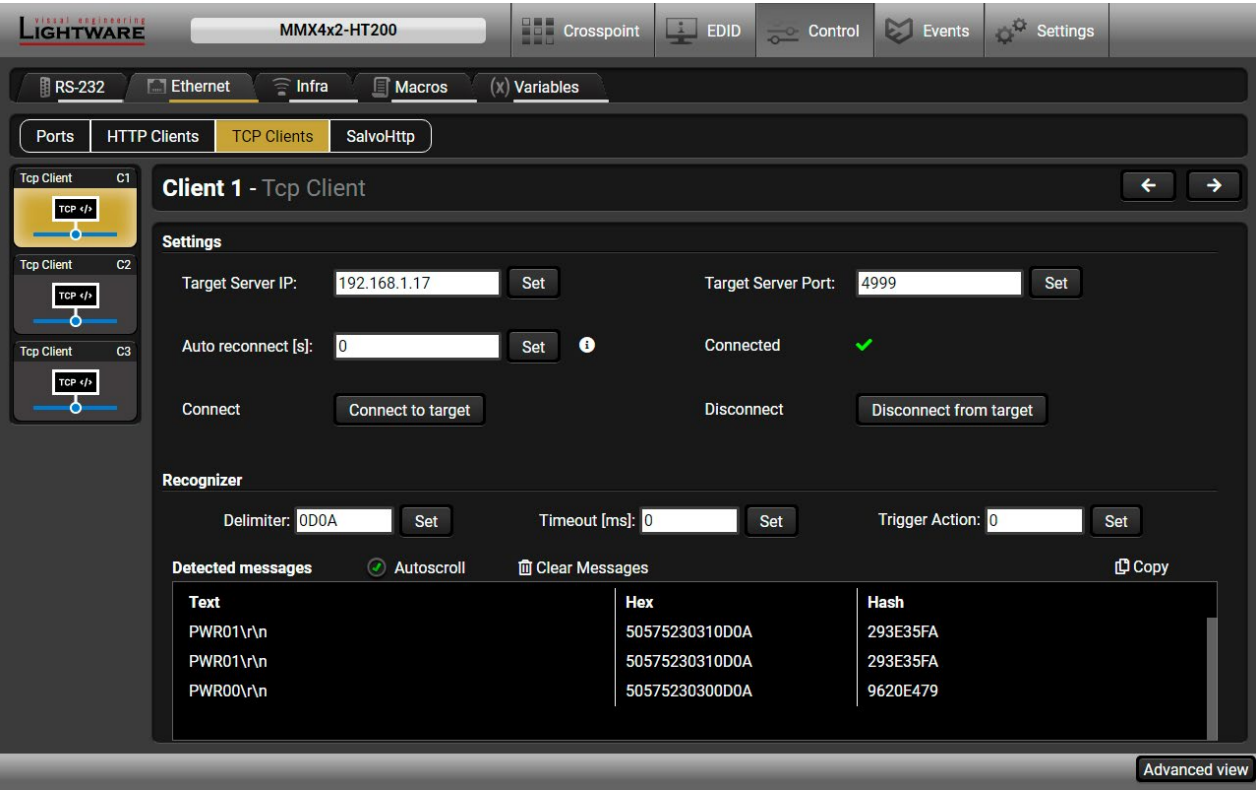 visual engineering
LIGHTWARE
MMX4x2-HT200
Crosspoint
EDID
Control
Events
Settings
RS-232
Ethernet
Infra
Macros
(x) Variables
Ports
HTTP Clients
TCP Clients
SalvoHttp
Tcp Client C1
TCP </>
Tcp Client C2
TCP </>
Tcp Client C3
TCP </>
Client 1 - Tcp Client
Settings
Target Server IP: 192.168.1.17 Set
Target Server Port: 4999 Set
Auto reconnect [s]: 0 Set
Connected
Connect Connect to target
Disconnect Disconnect from target
Recognizer
Delimiter: 0D0A Set
Timeout [ms]: 0 Set
Trigger Action: 0 Set
Detected messages Autoscroll Clear Messages Copy
Text Hex Hash
PWR01\r\n 50575230310D0A 293E35FA
PWR01\r\n 50575230310D0A 293E35FA
PWR00\r\n 50575230300D0A 9620E479
Advanced view